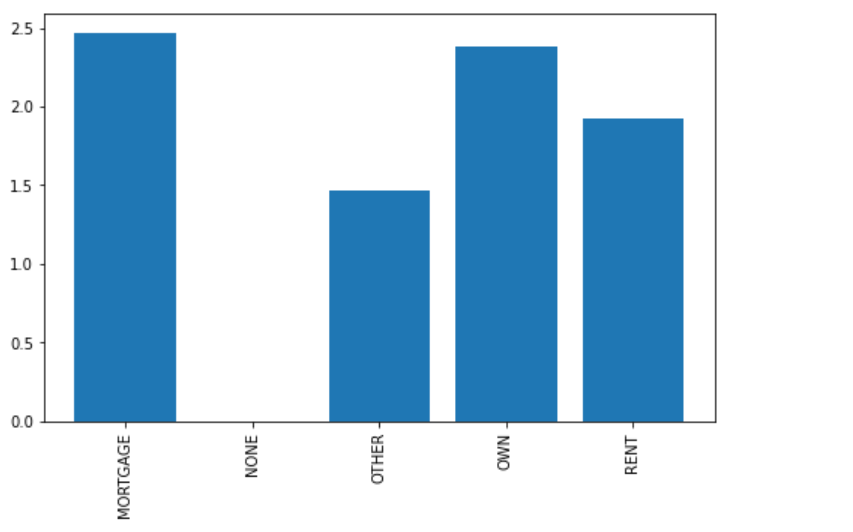 2.5
2.0
1.5
1.0
0.5
0.0
MORTGAGE
NONE
OTHER
OWN
RENT